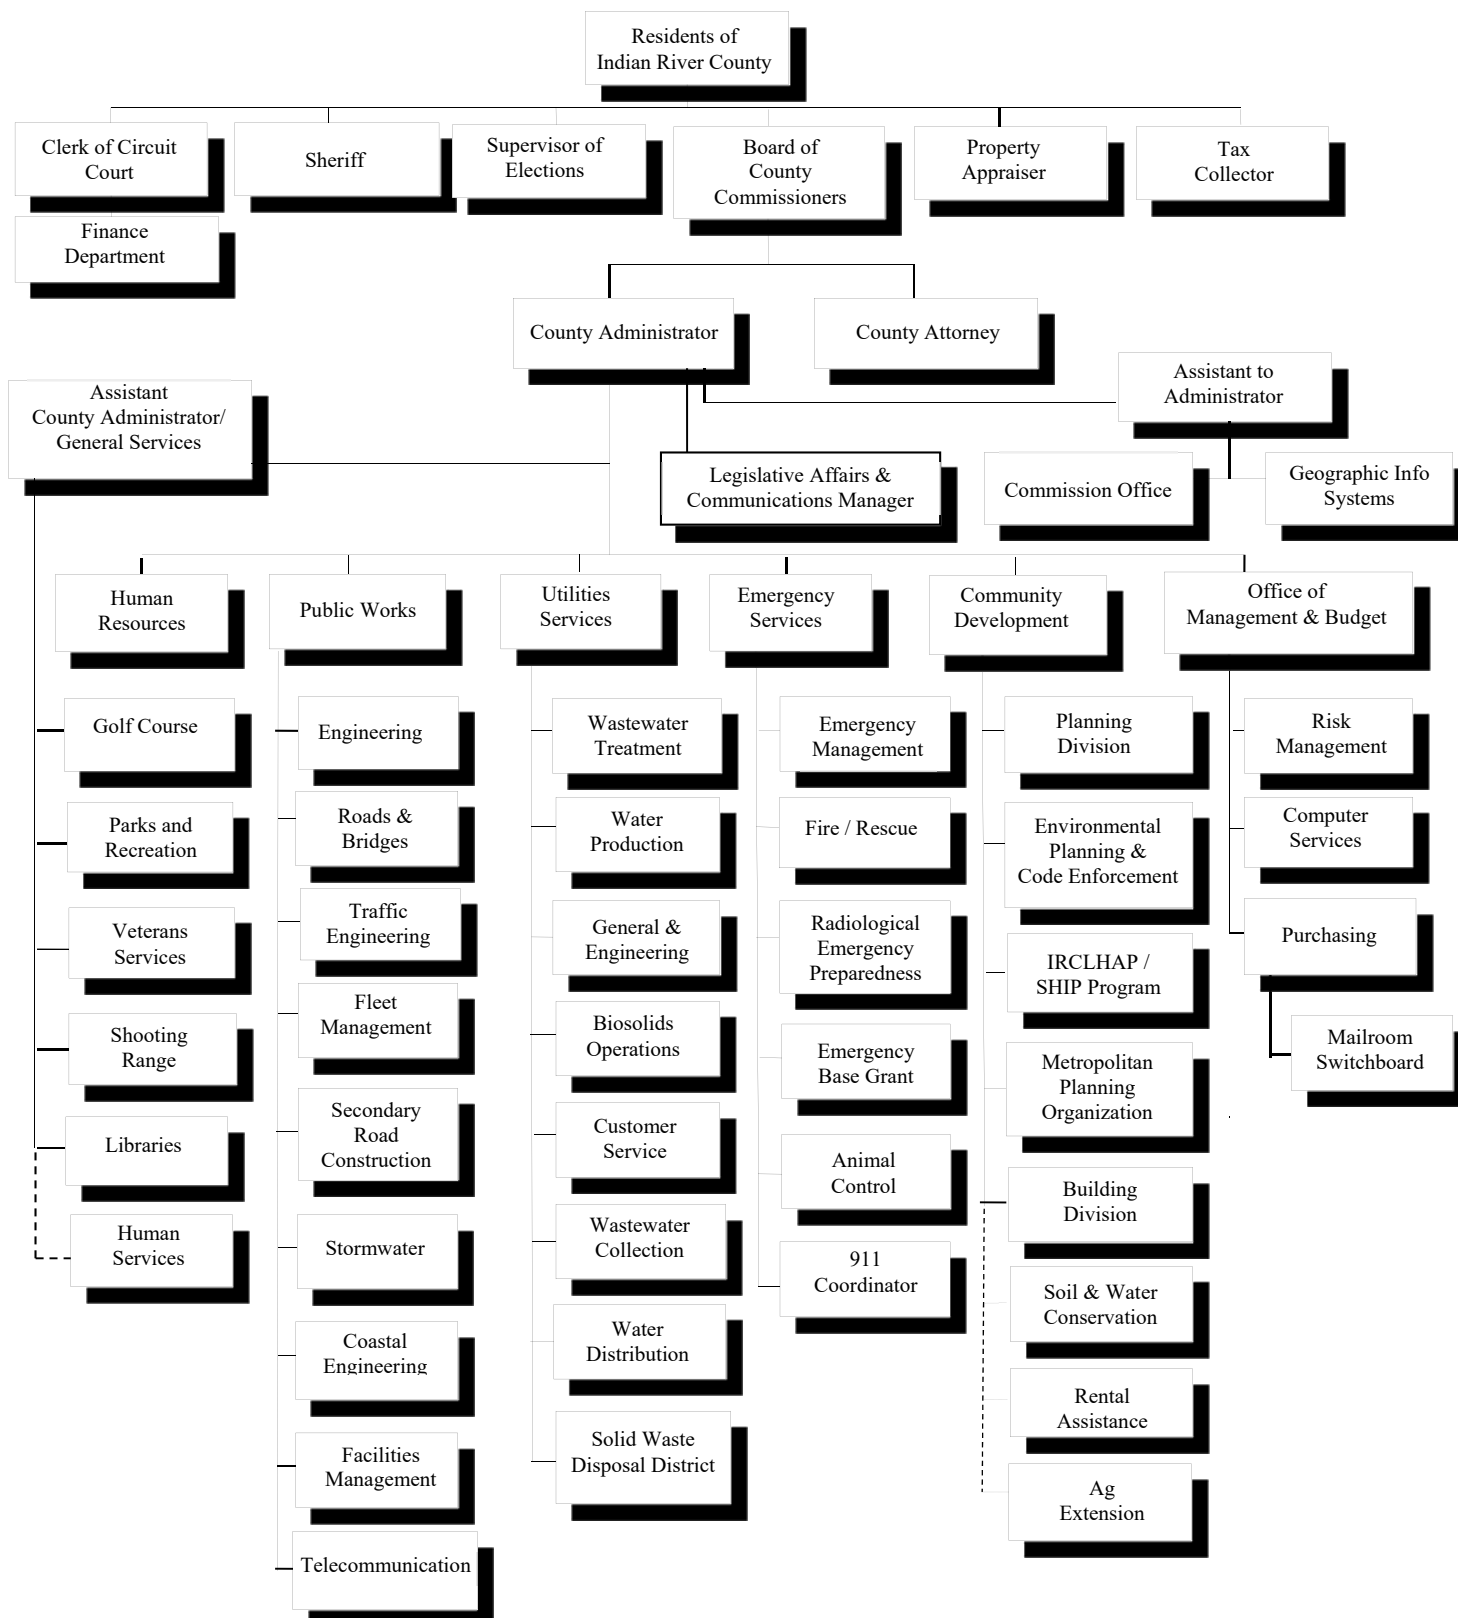 Residents of
Indian River County
Clerk of Circuit
Court
Sheriff
Supervisor of
Elections
Board of
County
Commissioners
Property
Appraiser
Tax
Collector
Finance
Department
County Administrator
County Attorney
Assistant to
Administrator
Assistant
County Administrator/
General Services
Legislative Affairs &
Communications Manager
Commission Office
Geographic Info
Systems
Human
Resources
Public Works
Utilities
Services
Emergency
Services
Community
Development
Office of
Management & Budget
Golf Course
Parks and
Recreation
Veterans
Services
Shooting
Range
Libraries
Human
Services
Engineering
Roads &
Bridges
Traffic
Engineering
Fleet
Management
Secondary
Road
Construction
Stormwater
Coastal
Engineering
Facilities
Management
Telecommunication
Wastewater
Treatment
Water
Production
General &
Engineering
Biosolids
Operations
Customer
Service
Wastewater
Collection
Water
Distribution
Solid Waste
Disposal District
Emergency
Management
Fire / Rescue
Radiological
Emergency
Preparedness
Emergency
Base Grant
Animal
Control
911
Coordinator
Planning
Division
Environmental
Planning &
Code Enforcement
IRCLHAP /
SHIP Program
Metropolitan
Planning
Organization
Building
Division
Soil & Water
Conservation
Rental
Assistance
Ag
Extension
Risk
Management
Computer
Services
Purchasing
Mailroom
Switchboard